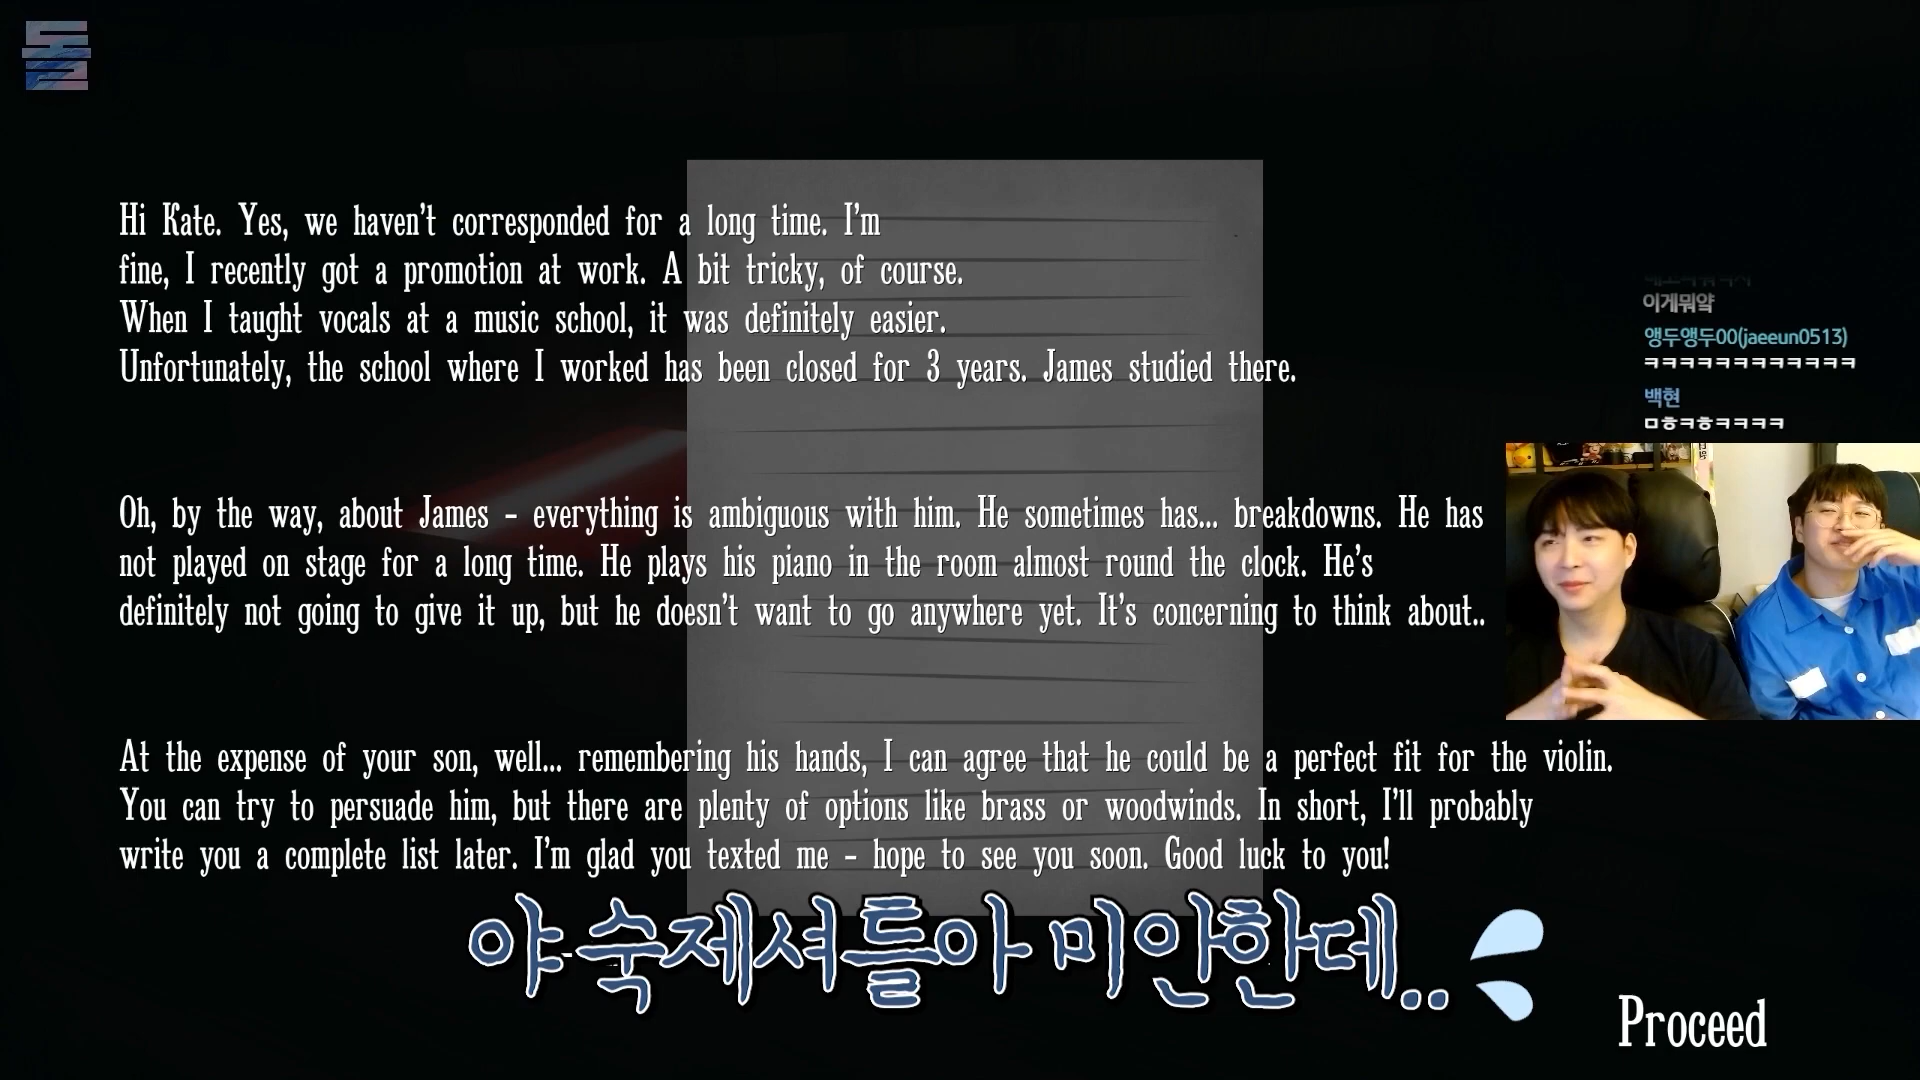 Hi Kate. Yes, we haven't corresponded for a long time. I'm
fine, I recently got a promotion at work. A bit tricky, of course.
When I taught vocals at a music school, it was definitely easier.
Unfortunately, the school where I worked has been closed for 3 years. James studied there.
Oh, by the way, about James - everything is ambiguous with him. He sometimes has... breakdowns. He has
not played on stage for a long time. He plays his piano in the room almost round the clock. He's
definitely not going to give it up, but he doesn't want to go anywhere yet. It's concerning to think about..
At the expense of your son, well... remembering his hands, I can agree that he could be a perfect fit for the violin.
You can try to persuade him, but there are plenty of options like brass or woodwinds. In short, I'll probably
write you a complete list later. I'm glad you texted me - hope to see you soon. Good luck to you!
이게뭐약
앵두앵두00(jaeeun0513)
ㅋㅋㅋㅋㅋㅋㅋㅋㅋㅋㅋㅋ
백현
ㅁㅎㅋㅎㅋㅋㅋㅋ
야 숙제셔틀아 미안한데..
Proceed